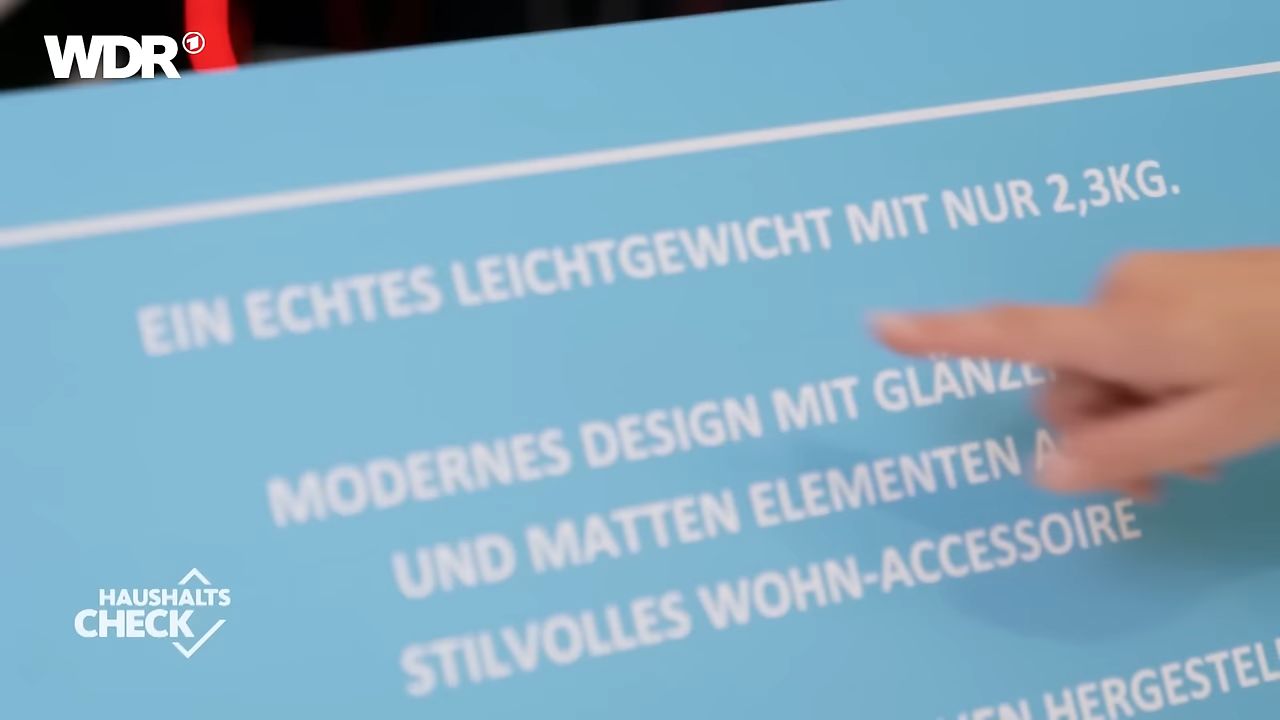 WDR
EIN ECHTES LEICHTGEWICHT MIT NUR 2,3KG.
MODERNES DESIGN MIT
UND MATTEN ELEMENTEN
STILVOLLES WOHN-ACCESSOIRE
HAUSHALTS
CHECK